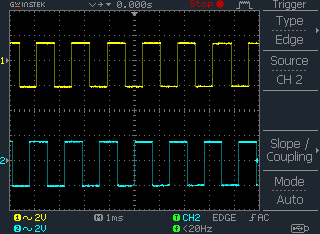 GW INSTEK
0.000s
Stop
Trigger
Type
Edge
Source
CH 2
Slope /
Coupling
Mode
Auto
1
2
1 2V
M 1ms
T CH2 EDGE AC
2 2V
f <20Hz